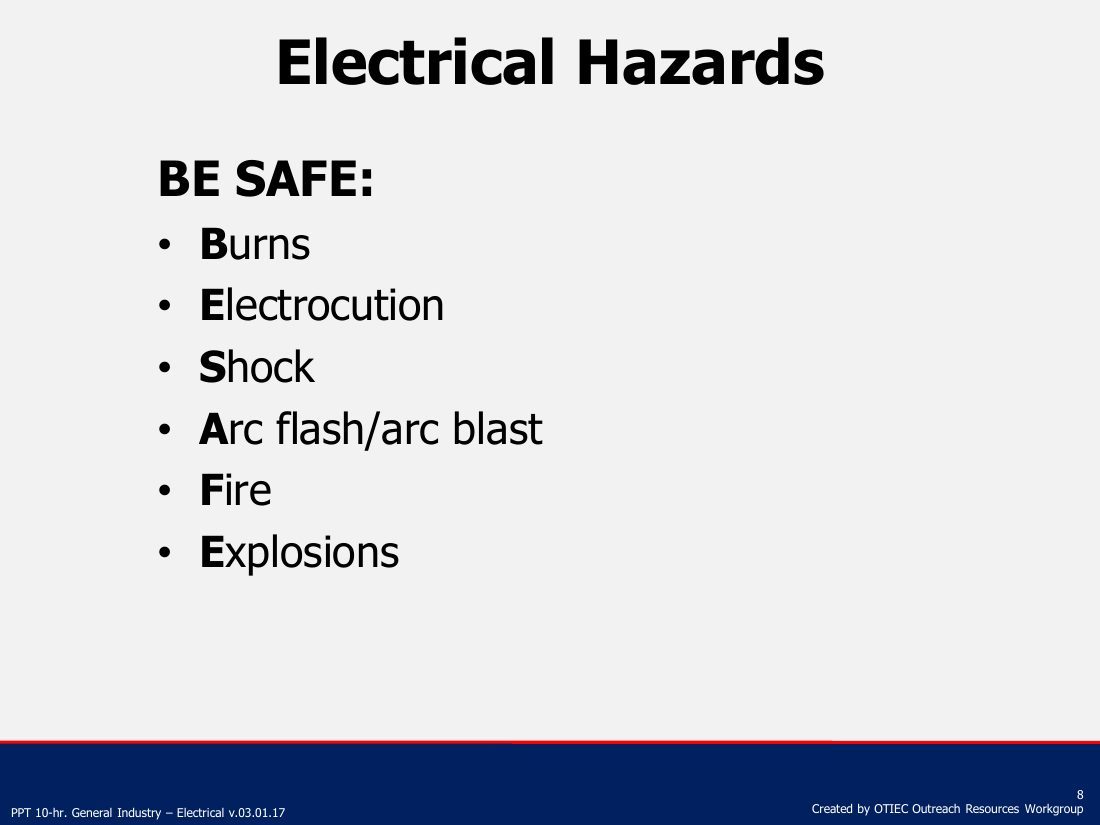 Electrical Hazards
BE SAFE:
• Burns
• Electrocution
• Shock
• Arc flash/arc blast
• Fire
• Explosions
8
PPT 10-hr. General Industry – Electrical v.03.01.17
Created by OTIEC Outreach Resources Workgroup